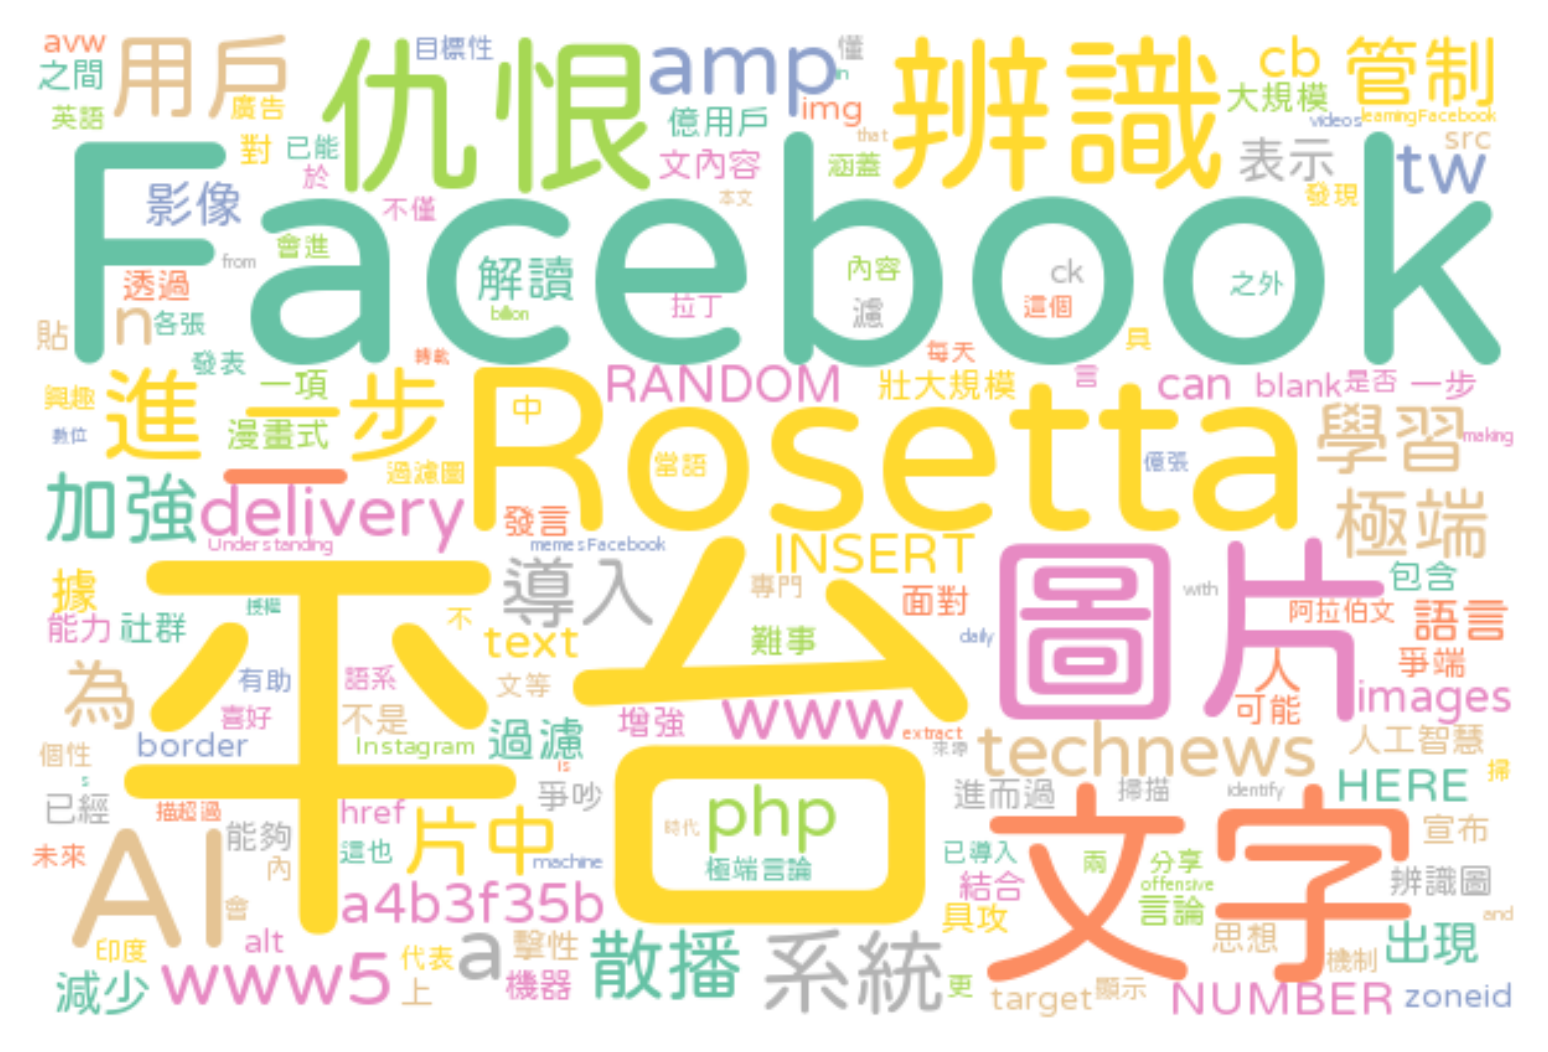 avw
用戶
仇恨
目標性
amp
懂
in
辨識
cb
管制
之間
英語
廣告
對
已能
於
億用戶
img
文內容
that
涵蓋
大規模
videos
learningFacebook
src
表示
tw
發現
Facebook
影像
不僅
本文
會進
from
透過
解讀
內容
ck
之外
n
各張
billion
拉丁
濾
這個
貼
發表
轉軌
每天
具
興趣
進一步
一項
RANDOM
壯大規模
言
can
blank
是否
一步
數位
漫畫式
中
Rosetta
學習
making
過濾圖
當語
億張
加強
一
delivery
發言
極端
Understanding
memesFacebook
INSERT
平台
導入
專門
面對
圖片
with
包含
據
授權
阿拉伯文
語言
能力
社群
不
text
難事
daily
人
爭端
為
有助
語系
文等
可能
images
喜好
不是
增強
www
extract
個性
border
Instagram
過濾
來源
technews
人工智慧
s
is
掃
已經
描超過
href
爭吵
php
進而過
掃描
identify
HERE
AI
能夠
片中
時代
文字
宣布
未來
這也
machine
極端言論
已導入
兩
分享
內
結合
offensive
辨識圖
會
a4b3f35b
具攻
言論
and
印度
alt
代表
a
擊性
散播
系統
思想
出現
減少
www5
上
機器
更
target
顯示
機制
NUMBER
zoneid